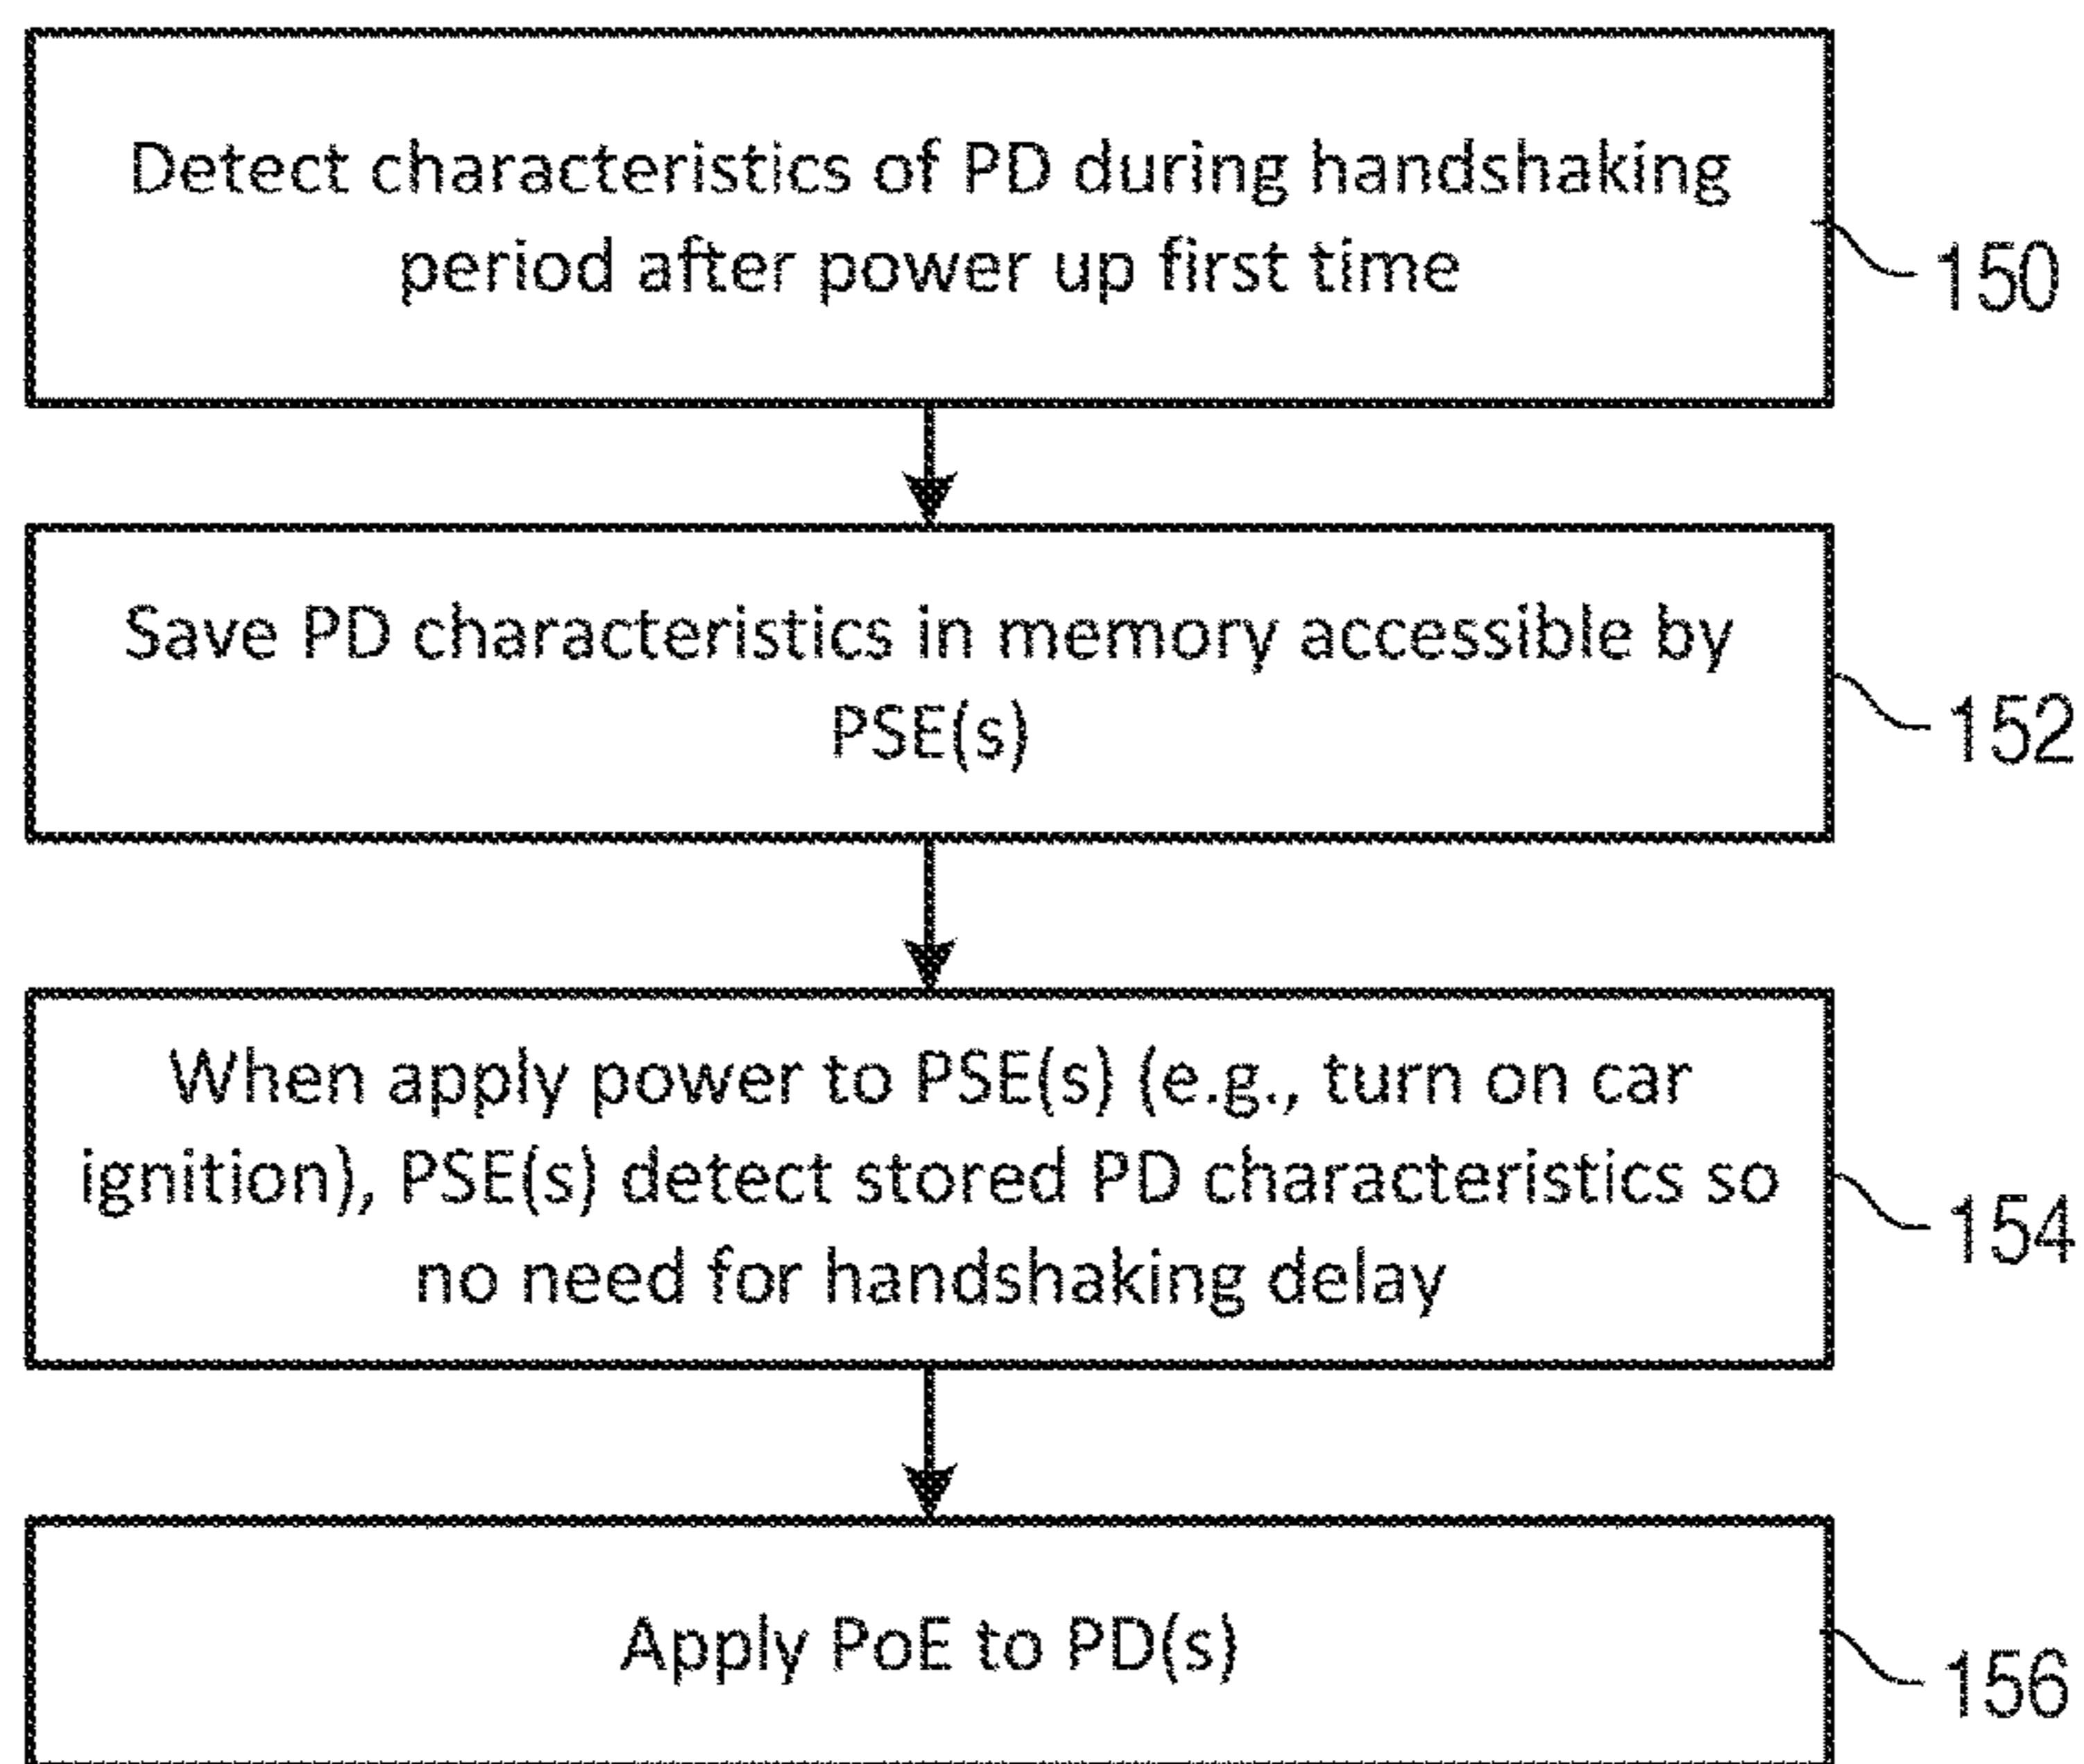 Detect characteristics of PD during handshaking
period after power up first time
150
Save PD characteristics in memory accessible by
PSE(s)
152
When apply power to PSE(s) (e.g., turn on car
ignition), PSE(s) detect stored PD characteristics so
no need for handshaking delay
154
Apply PoE to PD(s)
156